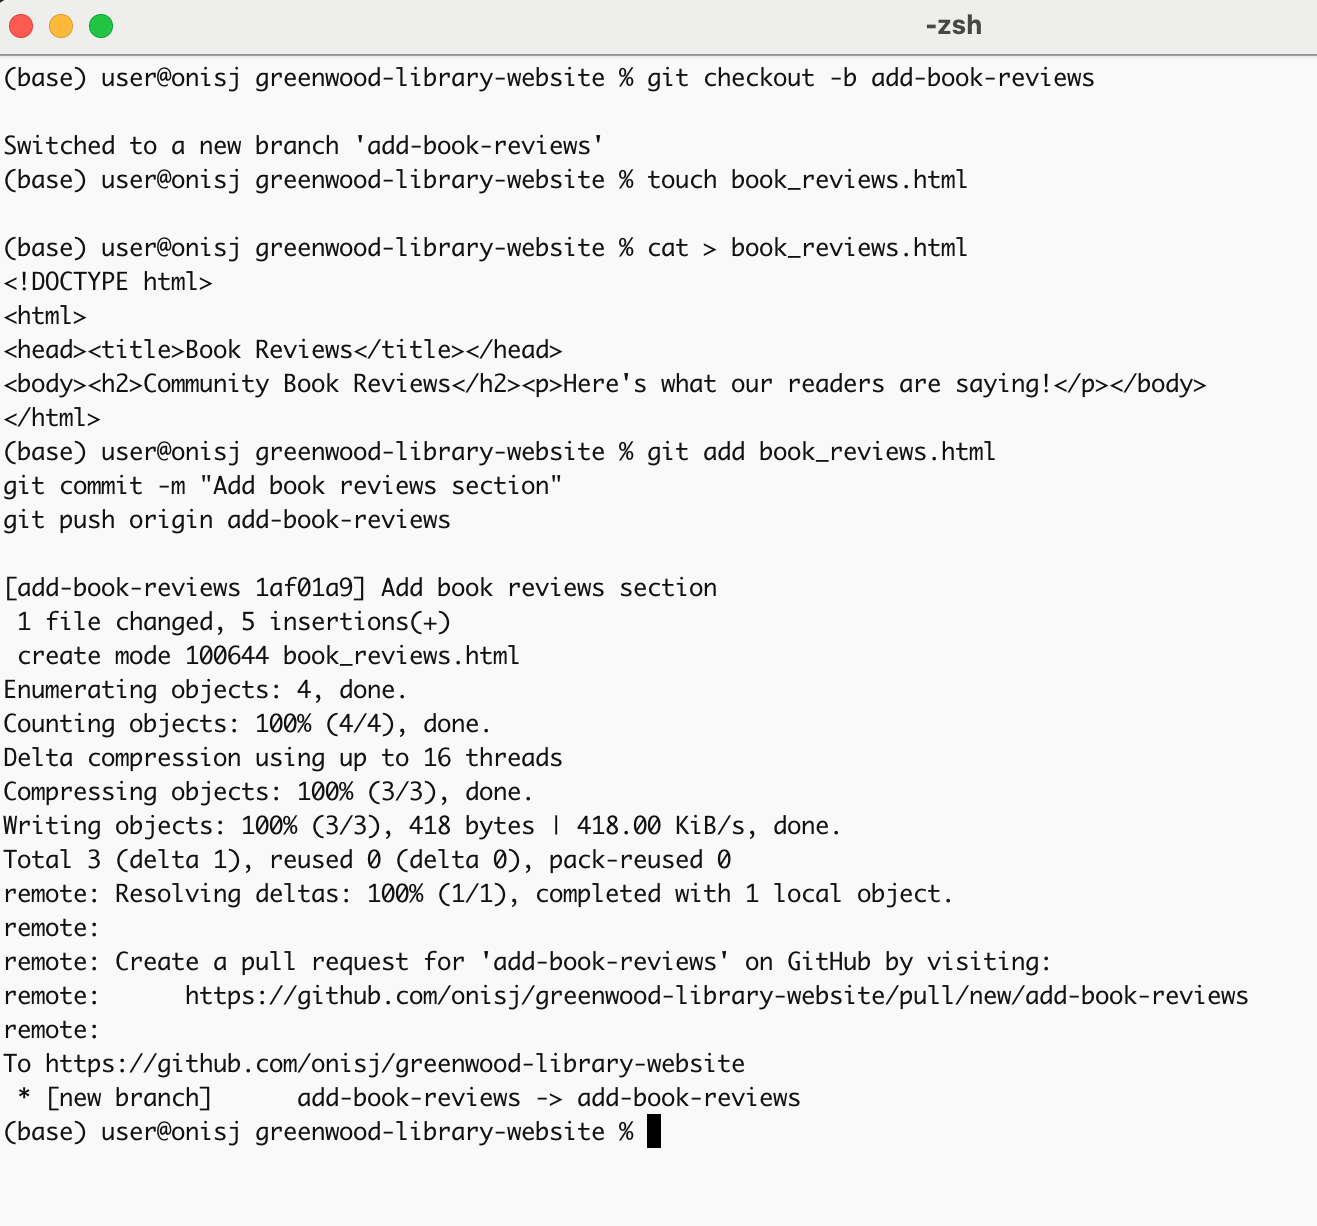 -zsh
(base) user@onisj greenwood-library-website % git checkout -b add-book-reviews
Switched to a new branch 'add-book-reviews'
(base) user@onisj greenwood-library-website % touch book_reviews.html
(base) user@onisj greenwood-library-website % cat > book_reviews.html
<!DOCTYPE html>
<html>
<head><title>Book Reviews</title></head>
<body><h2>Community Book Reviews</h2><p>Here's what our readers are saying!</p></body>
</html>
(base) user@onisj greenwood-library-website % git add book_reviews.html
git commit -m "Add book reviews section"
git push origin add-book-reviews
[add-book-reviews 1af01a9] Add book reviews section
 1 file changed, 5 insertions(+)
 create mode 100644 book_reviews.html
Enumerating objects: 4, done.
Counting objects: 100% (4/4), done.
Delta compression using up to 16 threads
Compressing objects: 100% (3/3), done.
Writing objects: 100% (3/3), 418 bytes | 418.00 KiB/s, done.
Total 3 (delta 1), reused 0 (delta 0), pack-reused 0
remote: Resolving deltas: 100% (1/1), completed with 1 local object.
remote:
remote: Create a pull request for 'add-book-reviews' on GitHub by visiting:
remote:      https://github.com/onisj/greenwood-library-website/pull/new/add-book-reviews
remote:
To https://github.com/onisj/greenwood-library-website
 * [new branch]      add-book-reviews -> add-book-reviews
(base) user@onisj greenwood-library-website %